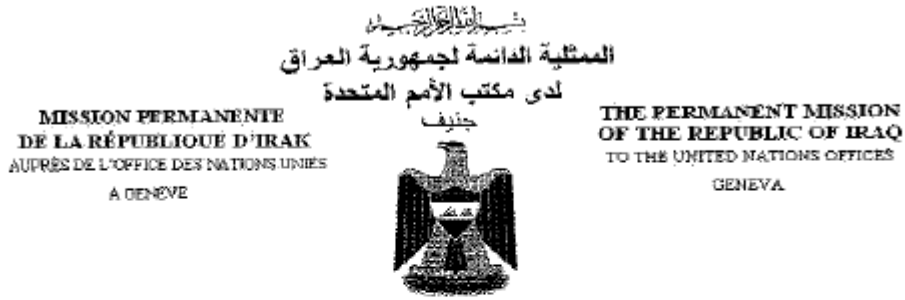 بسم الله الرحمن الرحيم
الممثلية الدائمة لجمهورية العراق
لدى مكتب الأمم المتحدة
جنيف
MISSION PERMANENTE
DE LA RÉPUBLIQUE D'IRAK
AUPRÈS DE L'OFFICE DES NATIONS UNIES
A GENEVE
THE PERMANENT MISSION
OF THE REPUBLIC OF IRAQ
TO THE UNITED NATIONS OFFICES
GENEVA